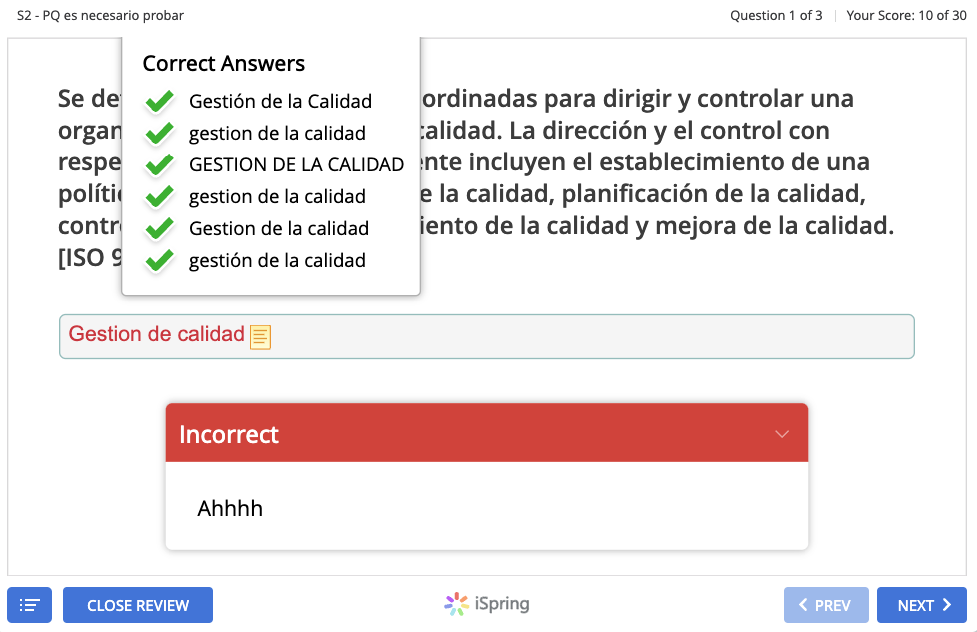 S2 - PQ es necesario probar
Question 1 of 3
Your Score: 10 of 30
Correct Answers
Gestión de la Calidad
gestion de la calidad
GESTION DE LA CALIDAD
gestion de la calidad
Gestion de la calidad
gestión de la calidad
Se de ordinadas para dirigir y controlar una
organ calidad. La dirección y el control con
respe ente incluyen el establecimiento de una
políti e la calidad, planificación de la calidad,
contr iento de la calidad y mejora de la calidad.
[ISO 9
Gestion de calidad
Incorrect
Ahhhh
CLOSE REVIEW
iSpring
PREV
NEXT